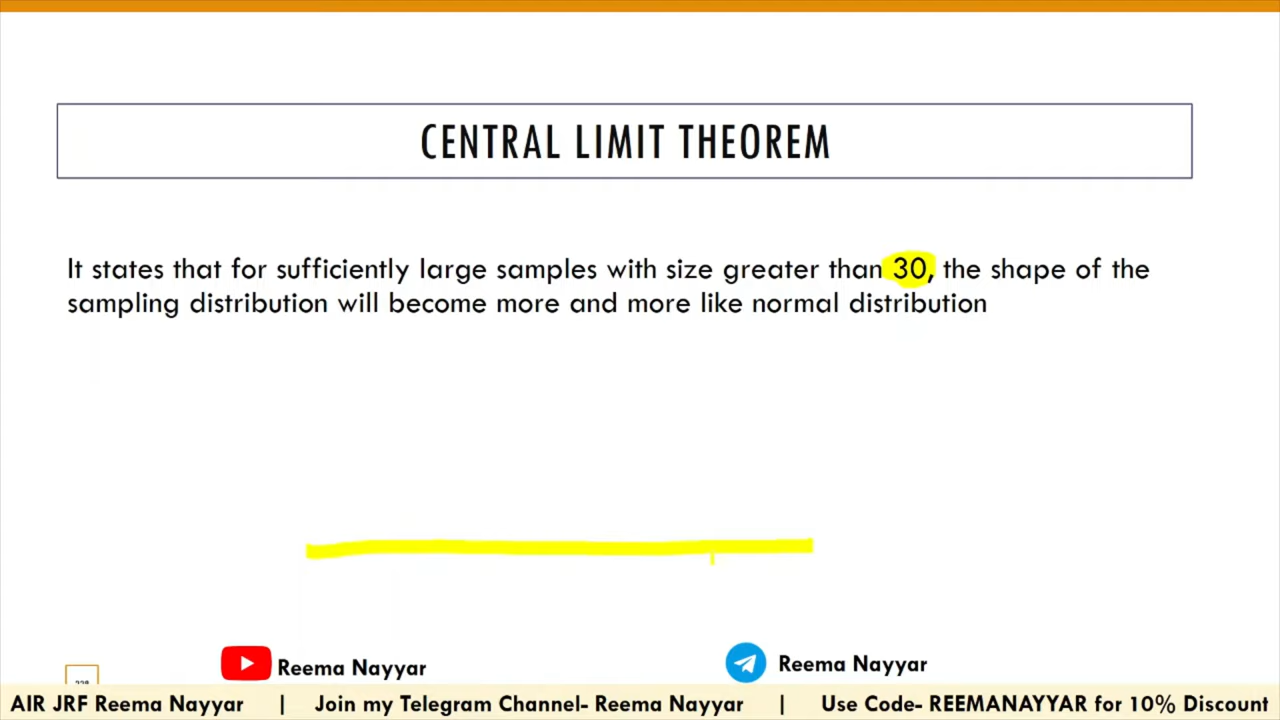 CENTRAL LIMIT THEOREM
It states that for sufficiently large samples with size greater than 30, the shape of the
sampling distribution will become more and more like normal distribution
Reema Nayyar
Reema Nayyar
AIR JRF Reema Nayyar | Join my Telegram Channel- Reema Nayyar | Use Code- REEMANAYYAR for 10% Discount